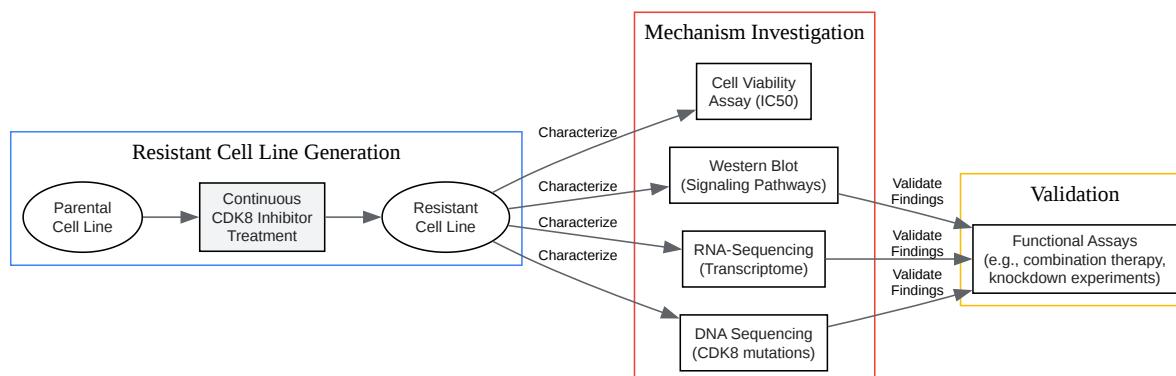 Resistant Cell Line Generation
Parental
Cell Line
Continuous
CDK8 Inhibitor
Treatment
Resistant
Cell Line
Characterize
Characterize
Characterize
Characterize
Mechanism Investigation
Cell Viability
Assay (IC50)
Western Blot
(Signaling Pathways)
RNA-Sequencing
(Transcriptome)
DNA Sequencing
(CDK8 mutations)
Validate
Findings
Validate
Findings
Validate
Findings
Validation
Functional Assays
(e.g., combination therapy,
knockdown experiments)